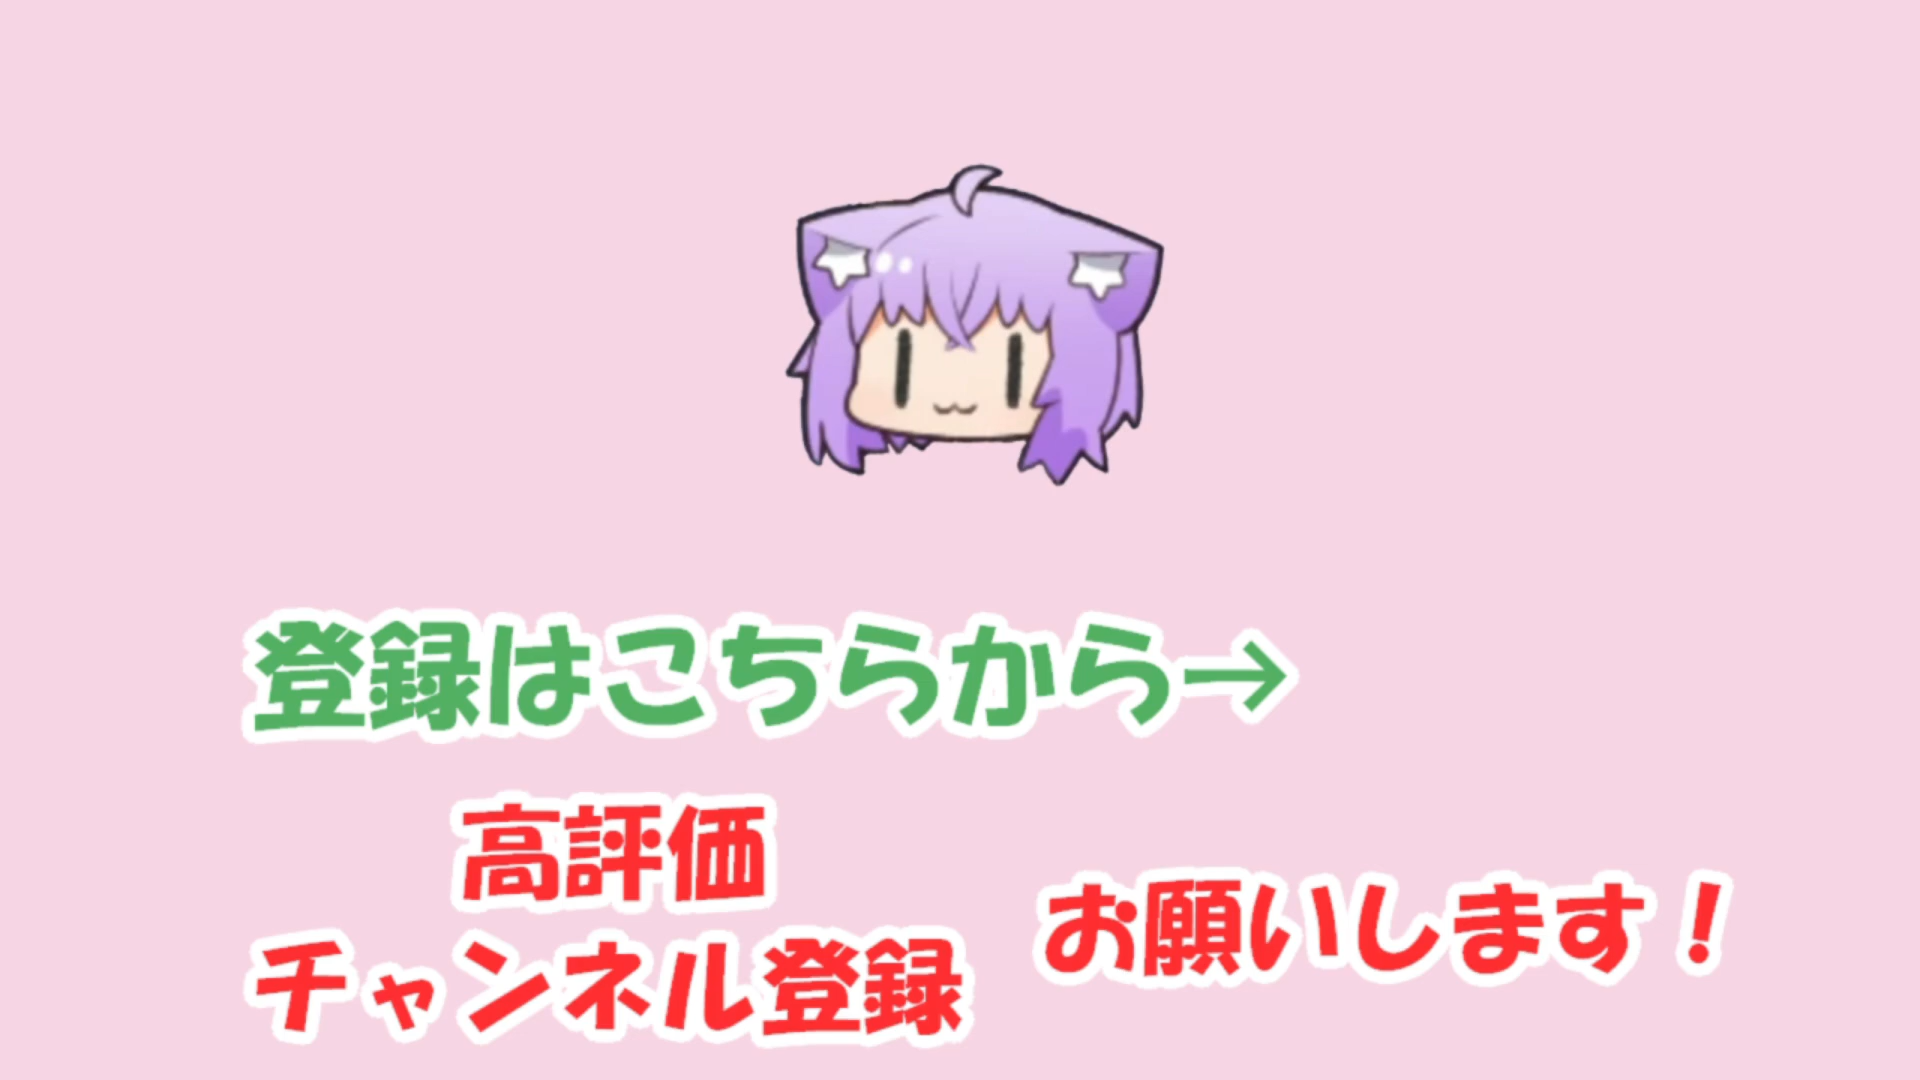 登録はこちらから→
高評価
チャンネル登録
お願いします！